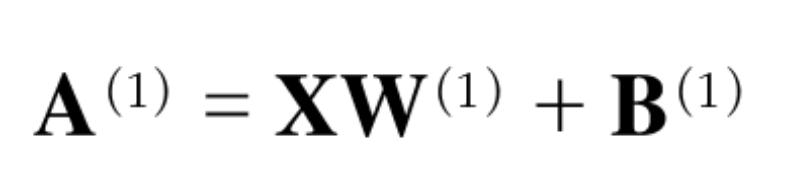 A⁽¹⁾ = XW⁽¹⁾ + B⁽¹⁾